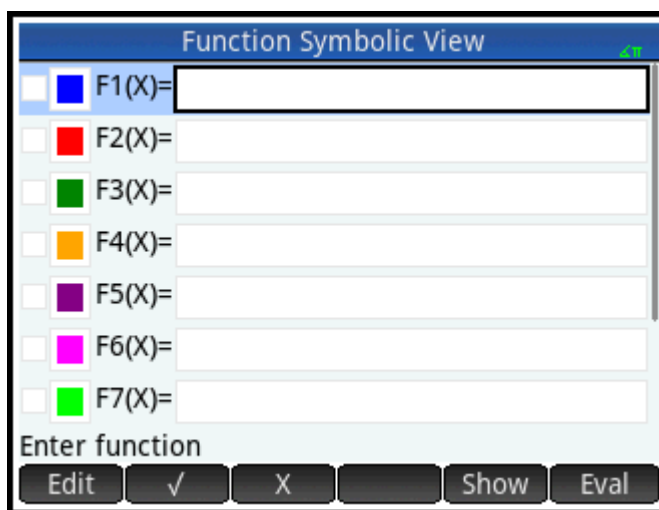 Function Symbolic View ∡π
F1(X)=
F2(X)=
F3(X)=
F4(X)=
F5(X)=
F6(X)=
F7(X)=
Enter function
Edit √ X Show Eval